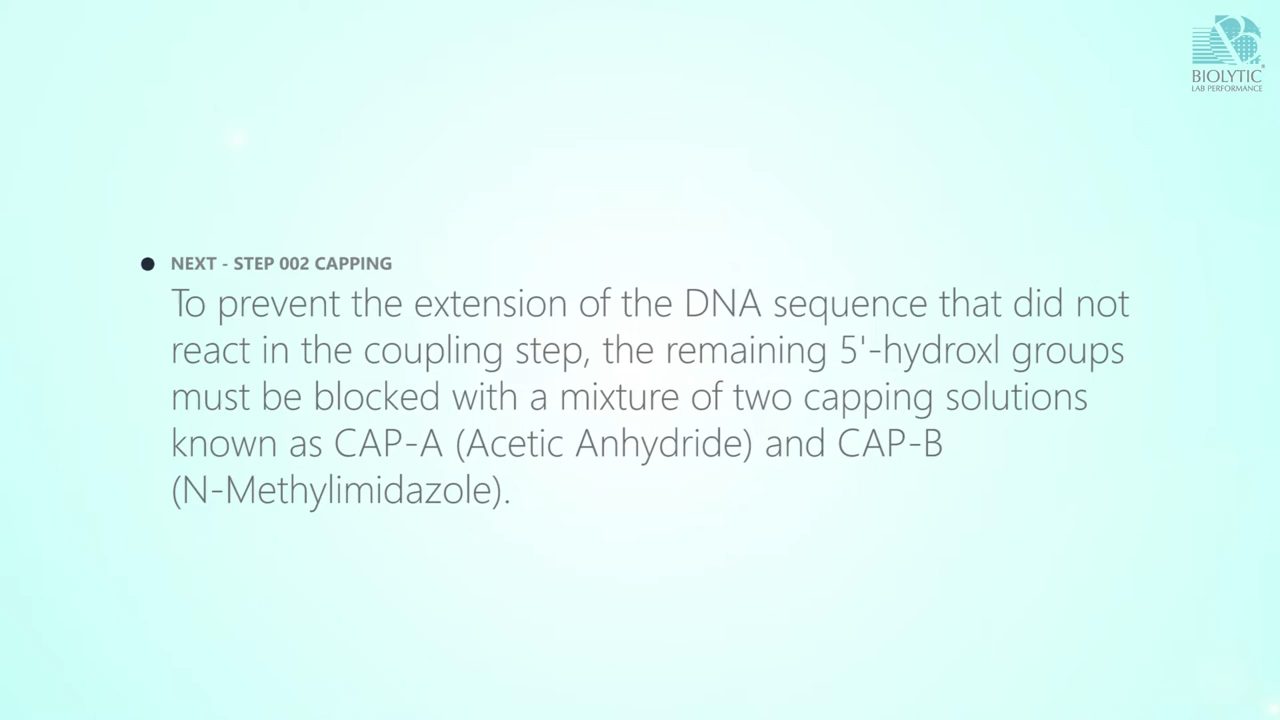 BIOLYTIC
LAB PERFORMANCE
NEXT - STEP 002 CAPPING
To prevent the extension of the DNA sequence that did not
react in the coupling step, the remaining 5'-hydroxl groups
must be blocked with a mixture of two capping solutions
known as CAP-A (Acetic Anhydride) and CAP-B
(N-Methylimidazole).